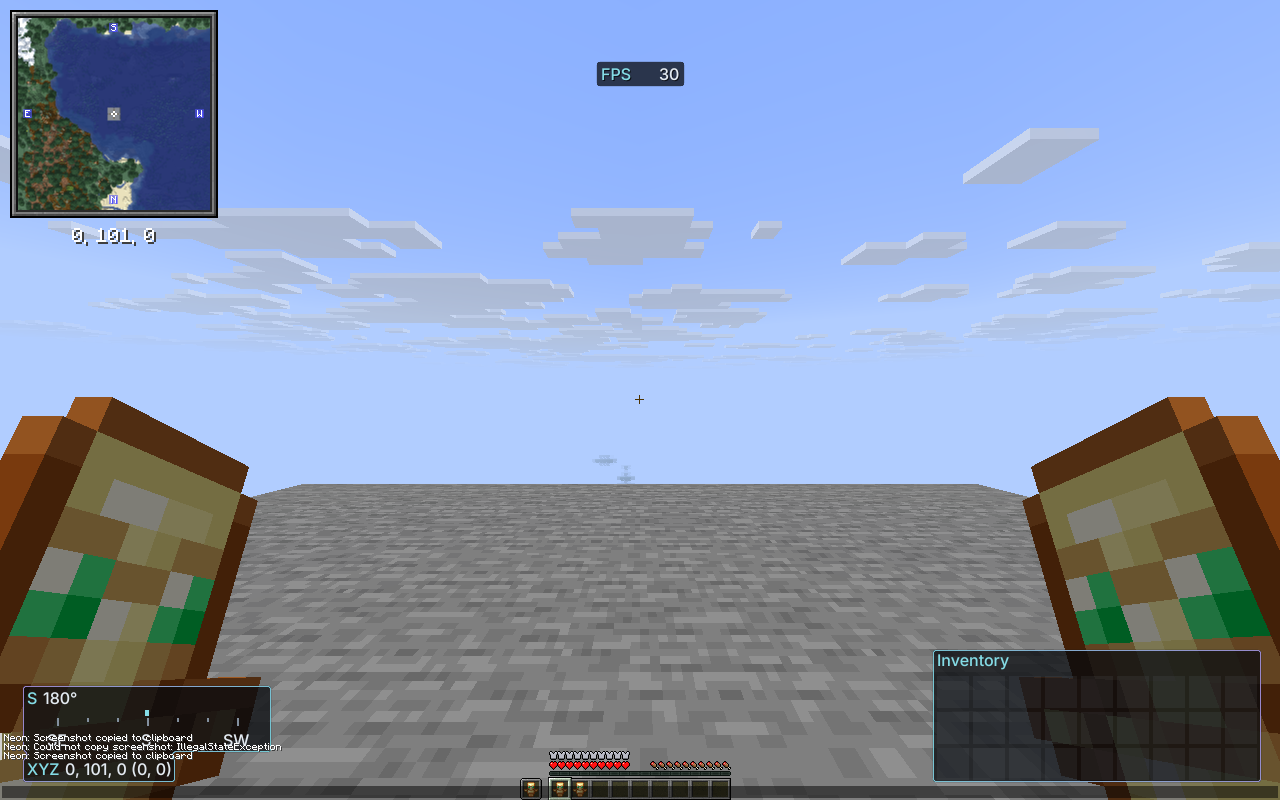 S
E
W
N
0, 101, 0
FPS 30
Inventory
S 180°
SW
Neon: Screenshot copied to clipboard
Neon: Could not copy screenshot: IllegalStateException
Neon: Screenshot copied to clipboard
XYZ 0, 101, 0 (0, 0)